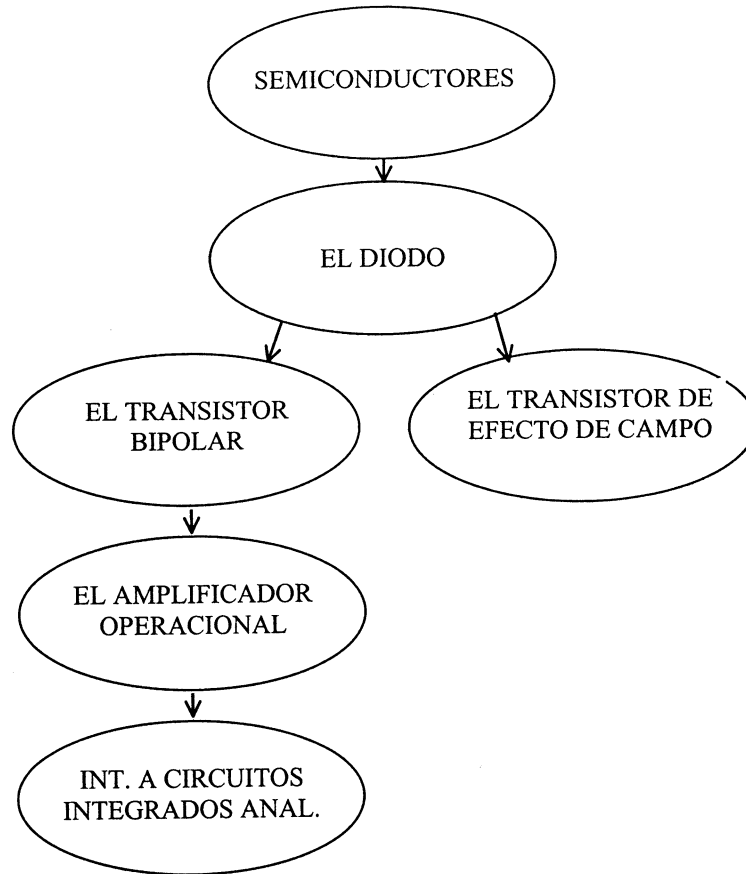 SEMICONDUCTORES
EL DIODO
EL TRANSISTOR
BIPOLAR
EL TRANSISTOR DE
EFECTO DE CAMPO
EL AMPLIFICADOR
OPERACIONAL
INT. A CIRCUITOS
INTEGRADOS ANAL.